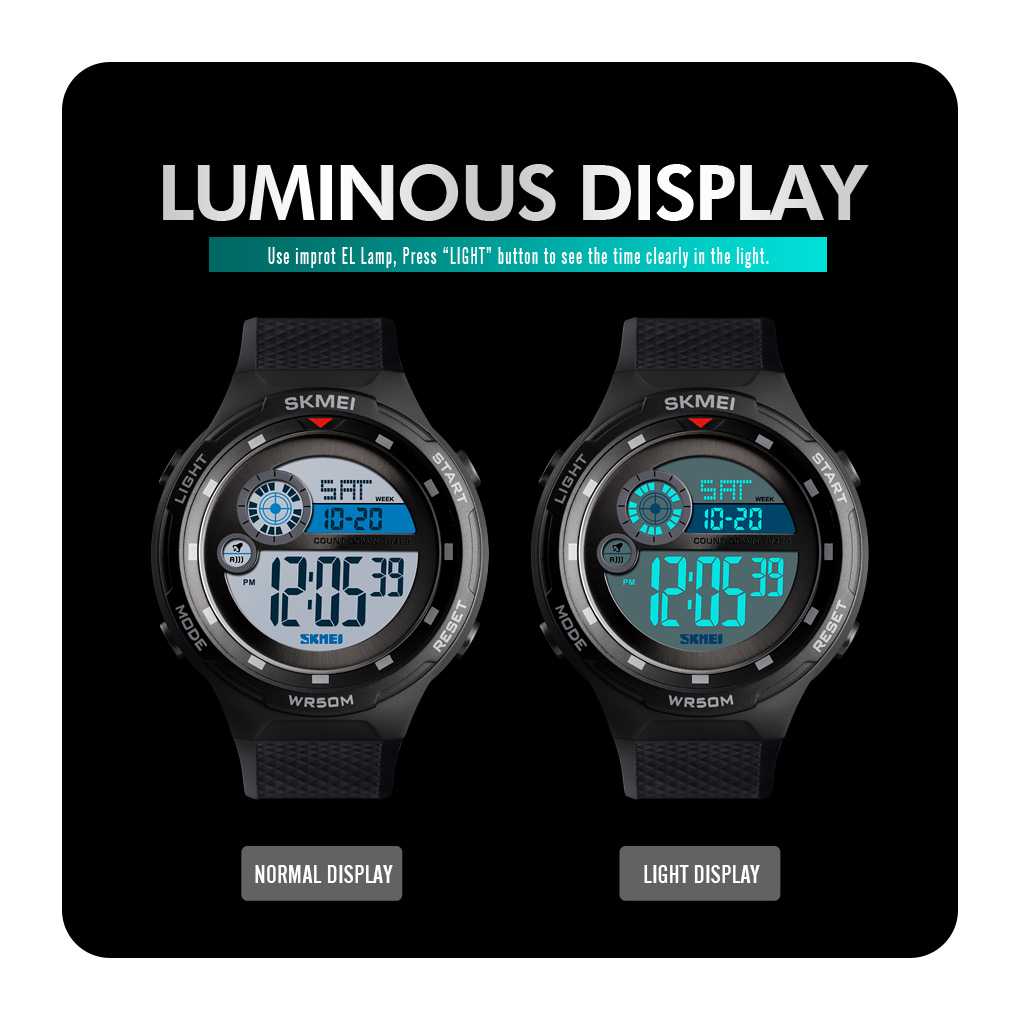 LUMINOUS DISPLAY
Use improt EL Lamp, Press “LIGHT” button to see the time clearly in the light.
SKMEI
LIGHT
START
SAT
WEEK
10-20
A)))
PM
12:05 39
SKMEI
MODE
RESET
WR50M
SKMEI
LIGHT
START
SAT
WEEK
10-20
A)))
PM
12:05 39
SKMEI
MODE
RESET
WR50M
NORMAL DISPLAY
LIGHT DISPLAY